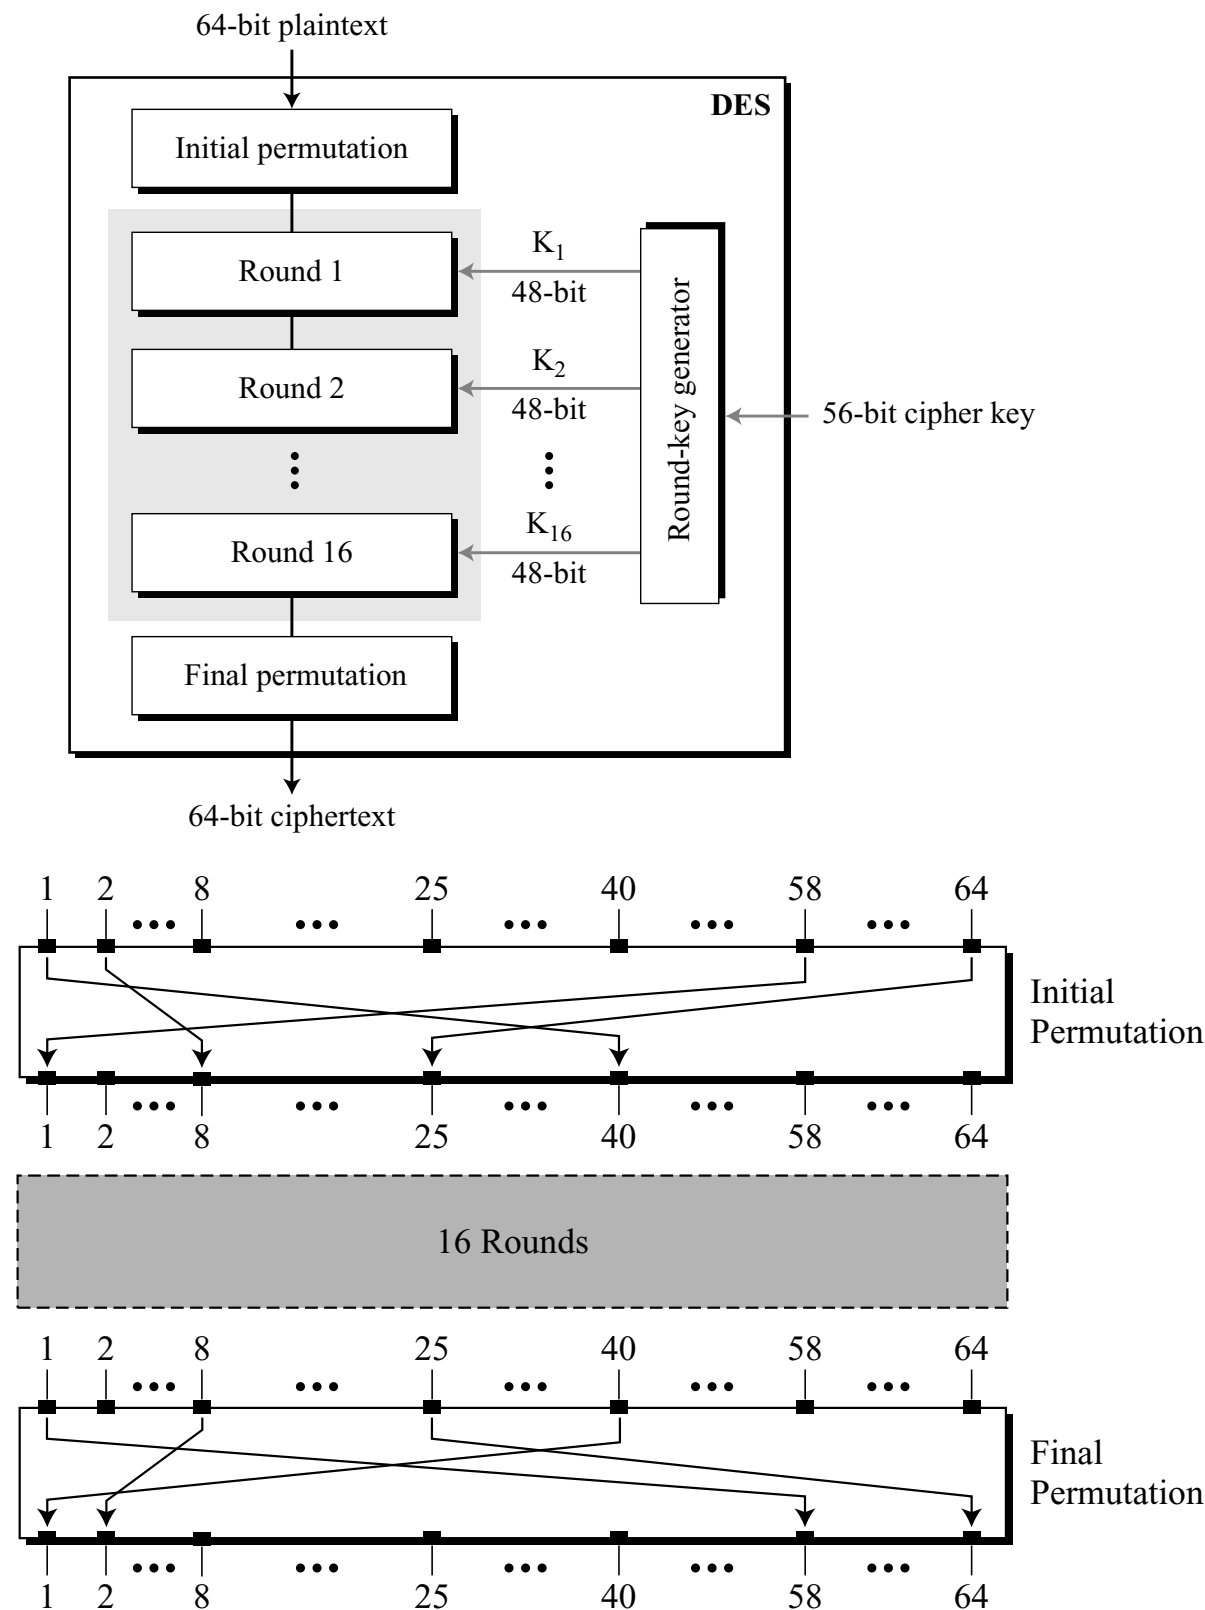 64-bit plaintext
DES
Initial permutation
Round 1
K1
48-bit
Round 2
K2
48-bit
Round-key generator
56-bit cipher key
Round 16
K16
48-bit
Final permutation
64-bit ciphertext
1 2 8 25 40 58 64
Initial
Permutation
1 2 8 25 40 58 64
16 Rounds
1 2 8 25 40 58 64
Final
Permutation
1 2 8 25 40 58 64